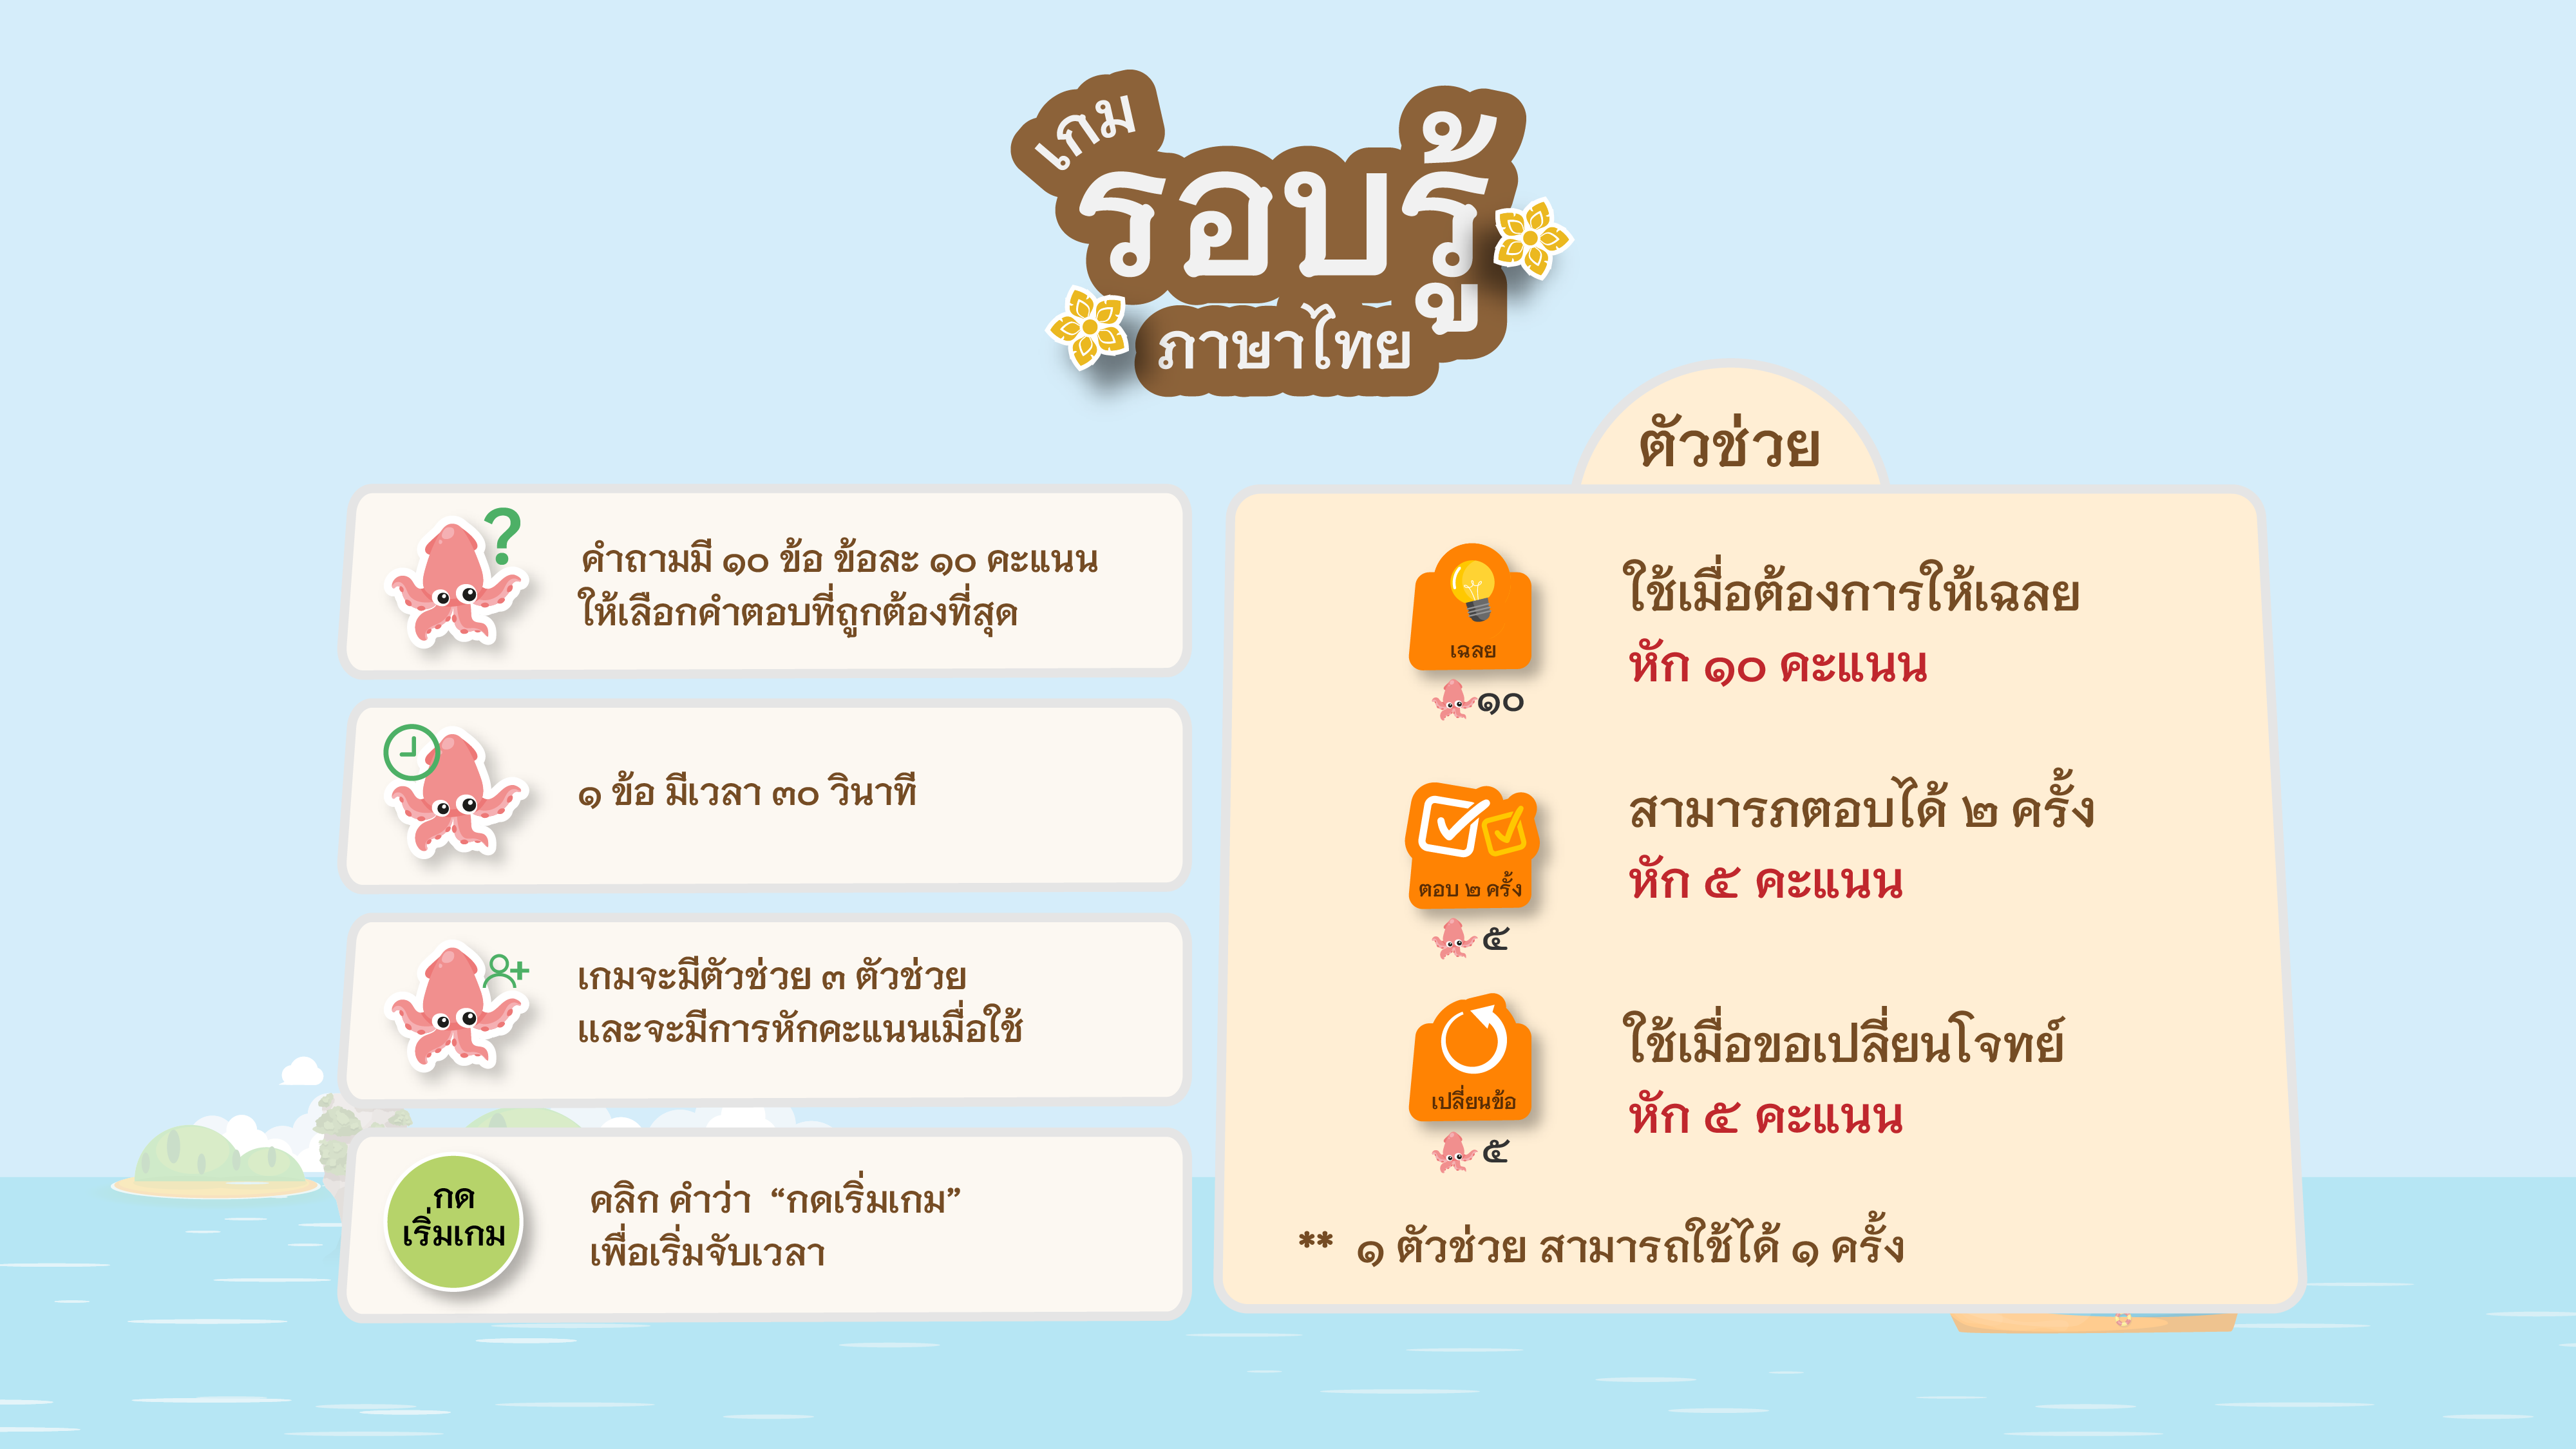 เกม
รอบรู้
ภาษาไทย
?
คำถามมี ๑๐ ข้อ ข้อละ ๑๐ คะแนน
ให้เลือกคำตอบที่ถูกต้องที่สุด
๑ ข้อ มีเวลา ๓๐ วินาที
เกมจะมีตัวช่วย ๓ ตัวช่วย
และจะมีการหักคะแนนเมื่อใช้
กด
เริ่มเกม
คลิก คำว่า “กดเริ่มเกม”
เพื่อเริ่มจับเวลา
ตัวช่วย
เฉลย
๑๐
ใช้เมื่อต้องการให้เฉลย
หัก ๑๐ คะแนน
ตอบ ๒ ครั้ง
๕
สามารภตอบได้ ๒ ครั้ง
หัก ๕ คะแนน
เปลี่ยนข้อ
๕
ใช้เมื่อขอเปลี่ยนโจทย์
หัก ๕ คะแนน
** ๑ ตัวช่วย สามารถใช้ได้ ๑ ครั้ง